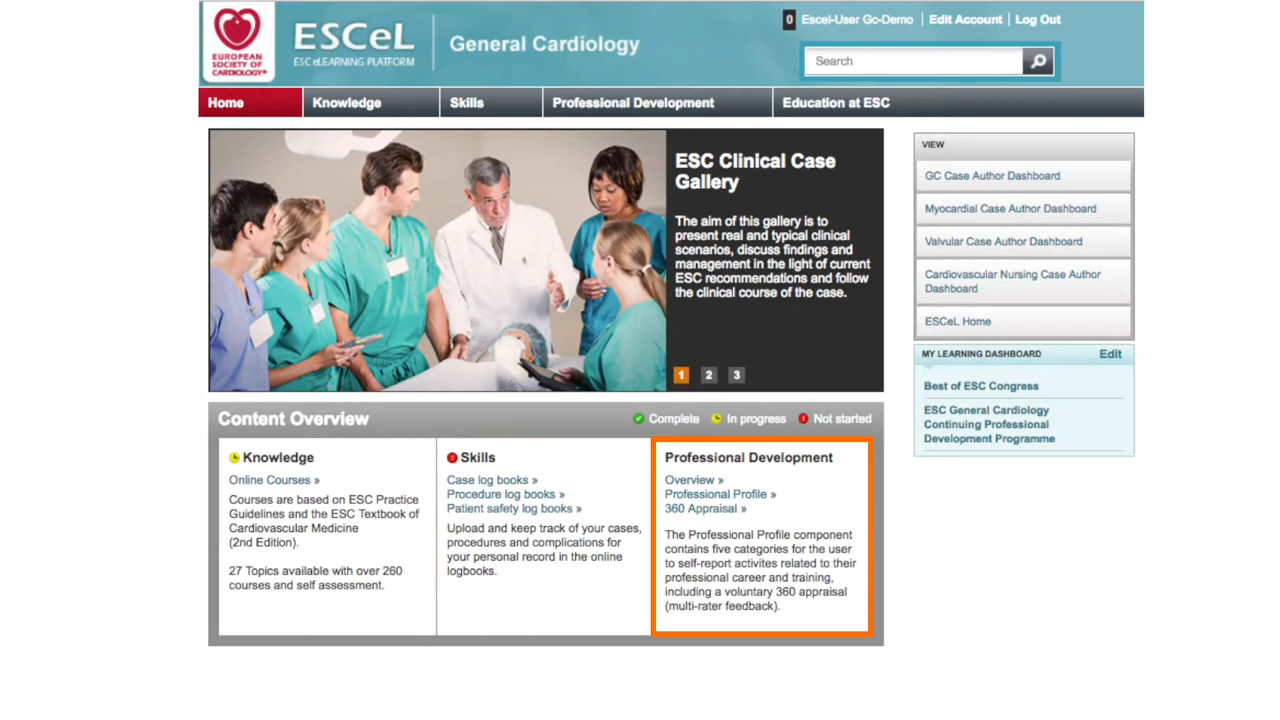 EUROPEAN
SOCIETY OF
CARDIOLOGY®
ESCeL
ESC eLEARNING PLATFORM
General Cardiology
0 Escel-User Gc-Demo | Edit Account | Log Out
Search
Home
Knowledge
Skills
Professional Development
Education at ESC
ESC Clinical Case
Gallery
The aim of this gallery is to
present real and typical clinical
scenarios, discuss findings and
management in the light of current
ESC recommendations and follow
the clinical course of the case.
1 2 3
VIEW
GC Case Author Dashboard
Myocardial Case Author Dashboard
Valvular Case Author Dashboard
Cardiovascular Nursing Case Author
Dashboard
ESCeL Home
MY LEARNING DASHBOARD
Edit
Best of ESC Congress
ESC General Cardiology
Continuing Professional
Development Programme
Content Overview
Complete
In progress
Not started
Knowledge
Online Courses »
Courses are based on ESC Practice
Guidelines and the ESC Textbook of
Cardiovascular Medicine
(2nd Edition).
27 Topics available with over 260
courses and self assessment.
Skills
Case log books »
Procedure log books »
Patient safety log books »
Upload and keep track of your cases,
procedures and complications for
your personal record in the online
logbooks.
Professional Development
Overview »
Professional Profile »
360 Appraisal »
The Professional Profile component
contains five categories for the user
to self-report activites related to their
professional career and training,
including a voluntary 360 appraisal
(multi-rater feedback).